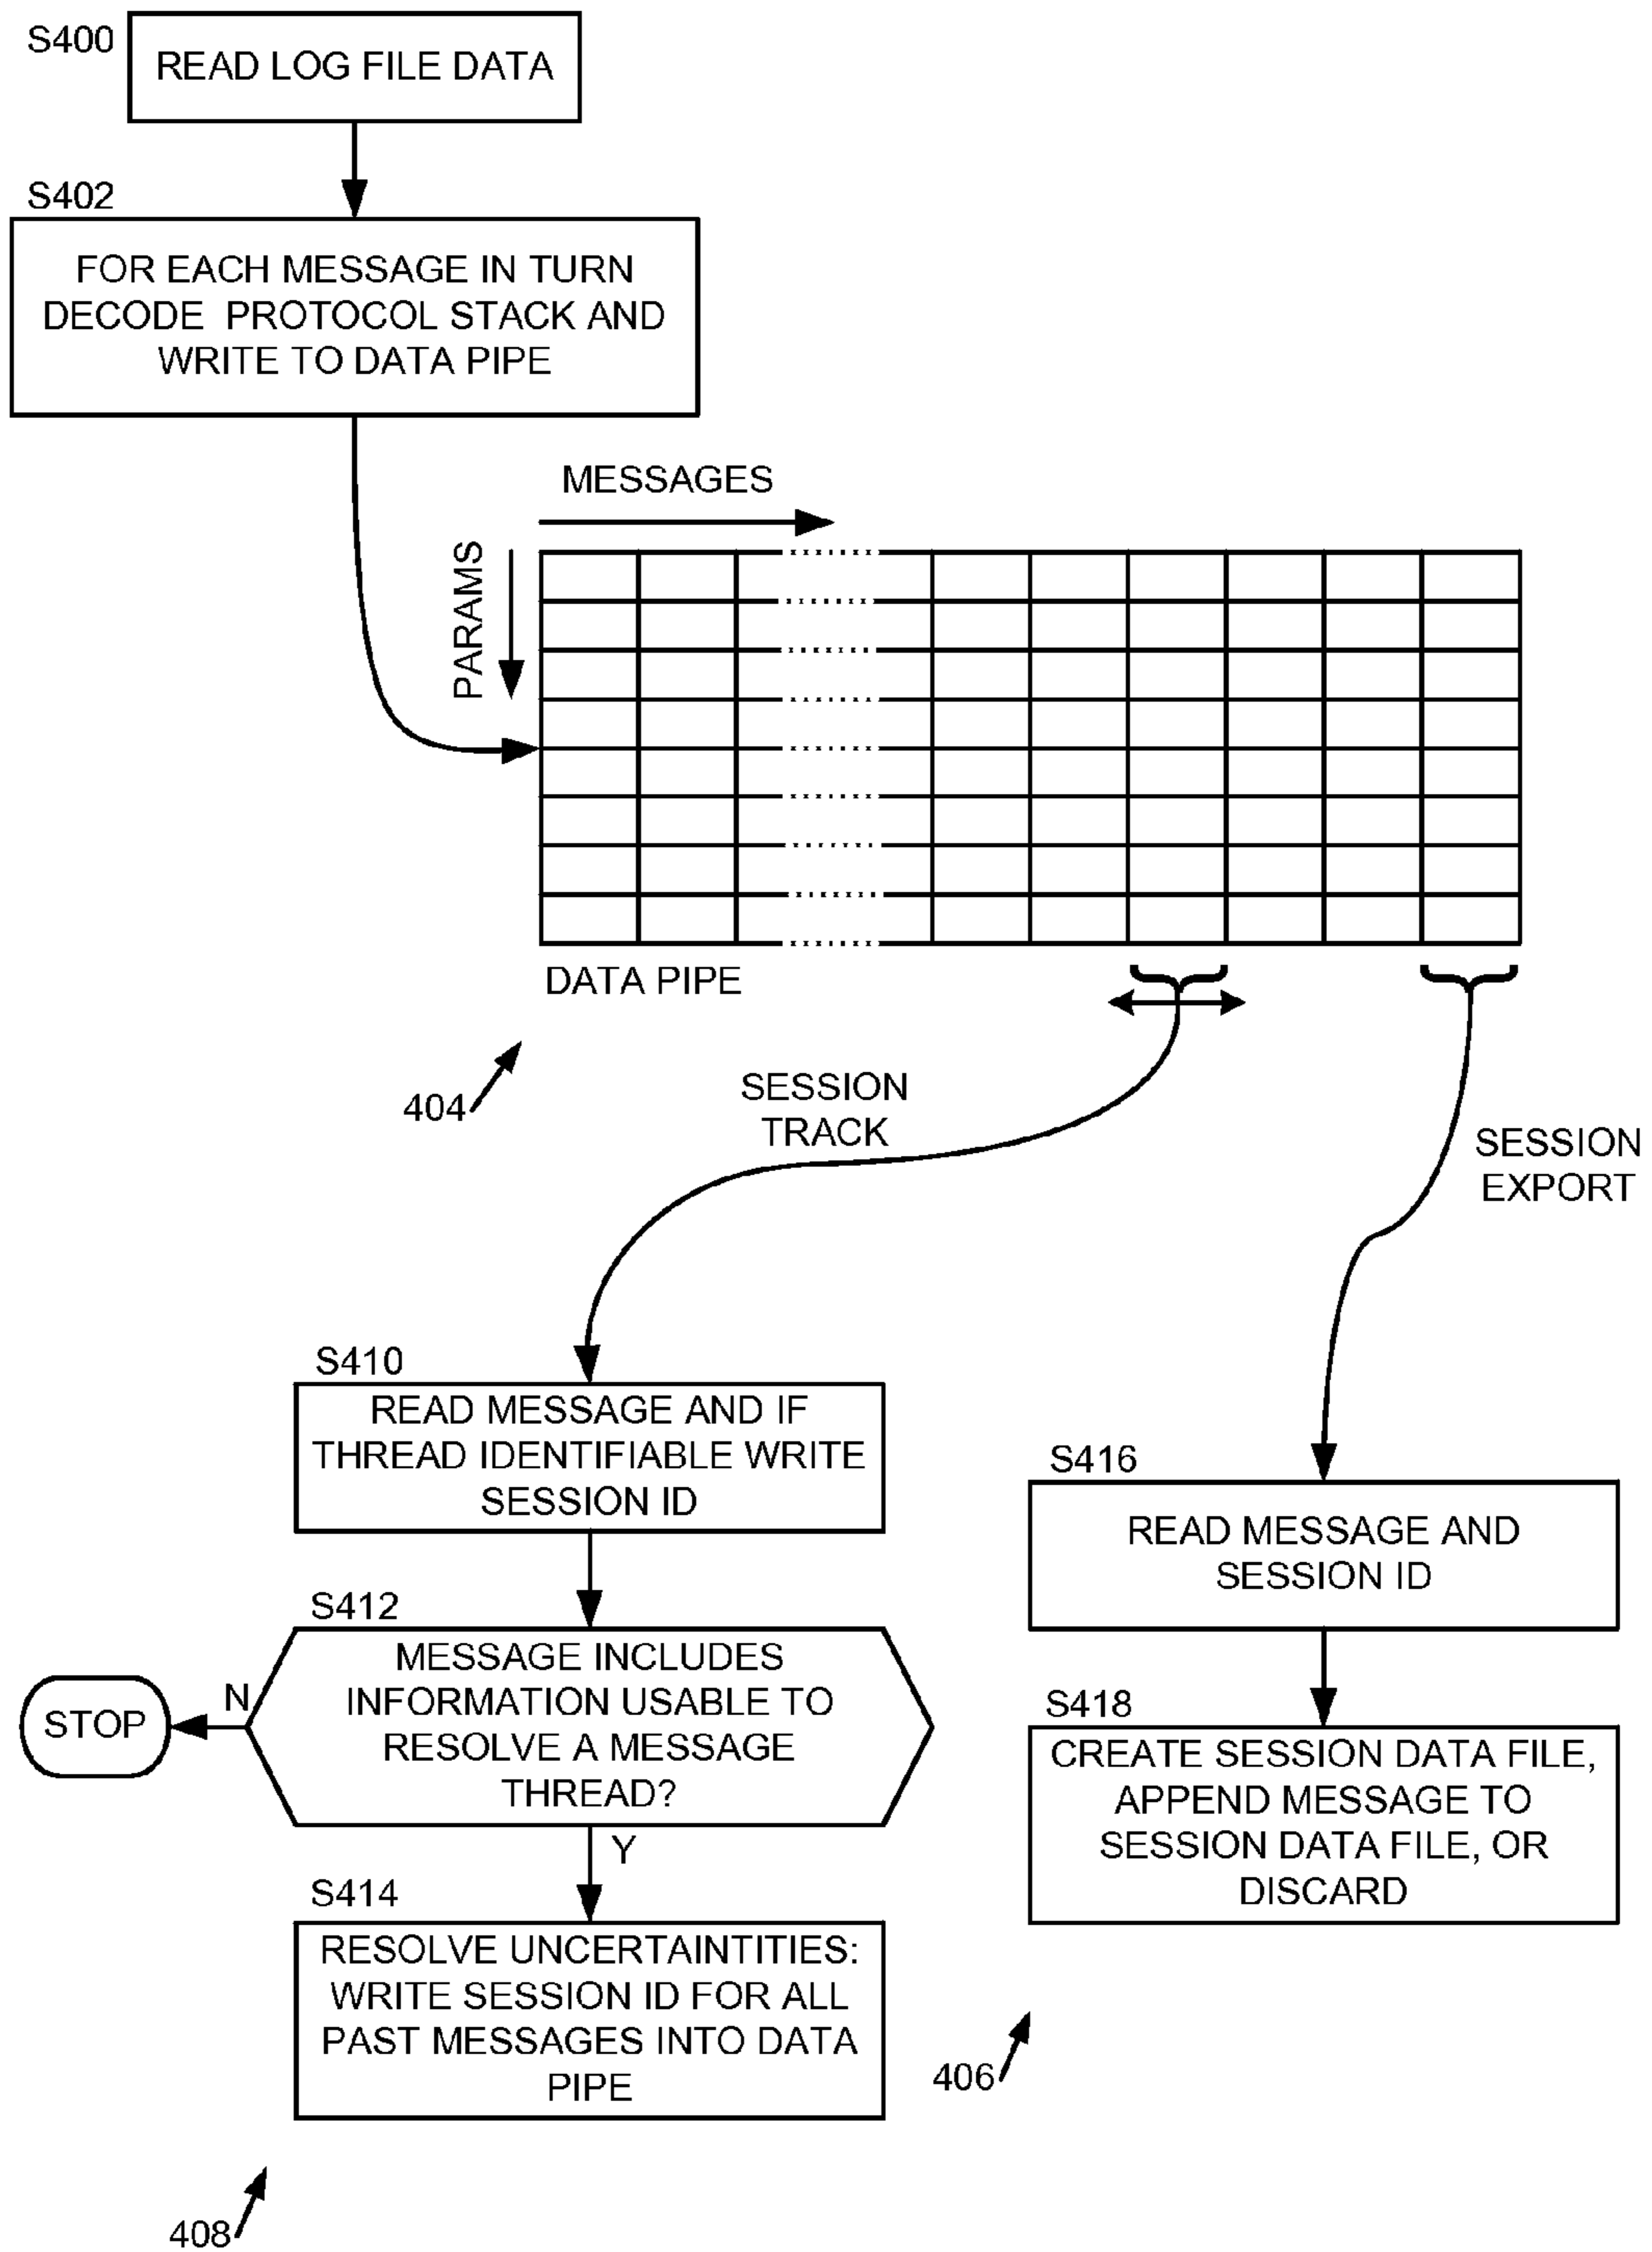 S400
READ LOG FILE DATA
S402
FOR EACH MESSAGE IN TURN
DECODE PROTOCOL STACK AND
WRITE TO DATA PIPE
MESSAGES
PARAMS
DATA PIPE
404
SESSION
TRACK
SESSION
EXPORT
S410
READ MESSAGE AND IF
THREAD IDENTIFIABLE WRITE
SESSION ID
S412
MESSAGE INCLUDES
INFORMATION USABLE TO
RESOLVE A MESSAGE
THREAD?
N
STOP
Y
S414
RESOLVE UNCERTAINTITIES:
WRITE SESSION ID FOR ALL
PAST MESSAGES INTO DATA
PIPE
408
S416
READ MESSAGE AND
SESSION ID
S418
CREATE SESSION DATA FILE,
APPEND MESSAGE TO
SESSION DATA FILE, OR
DISCARD
406